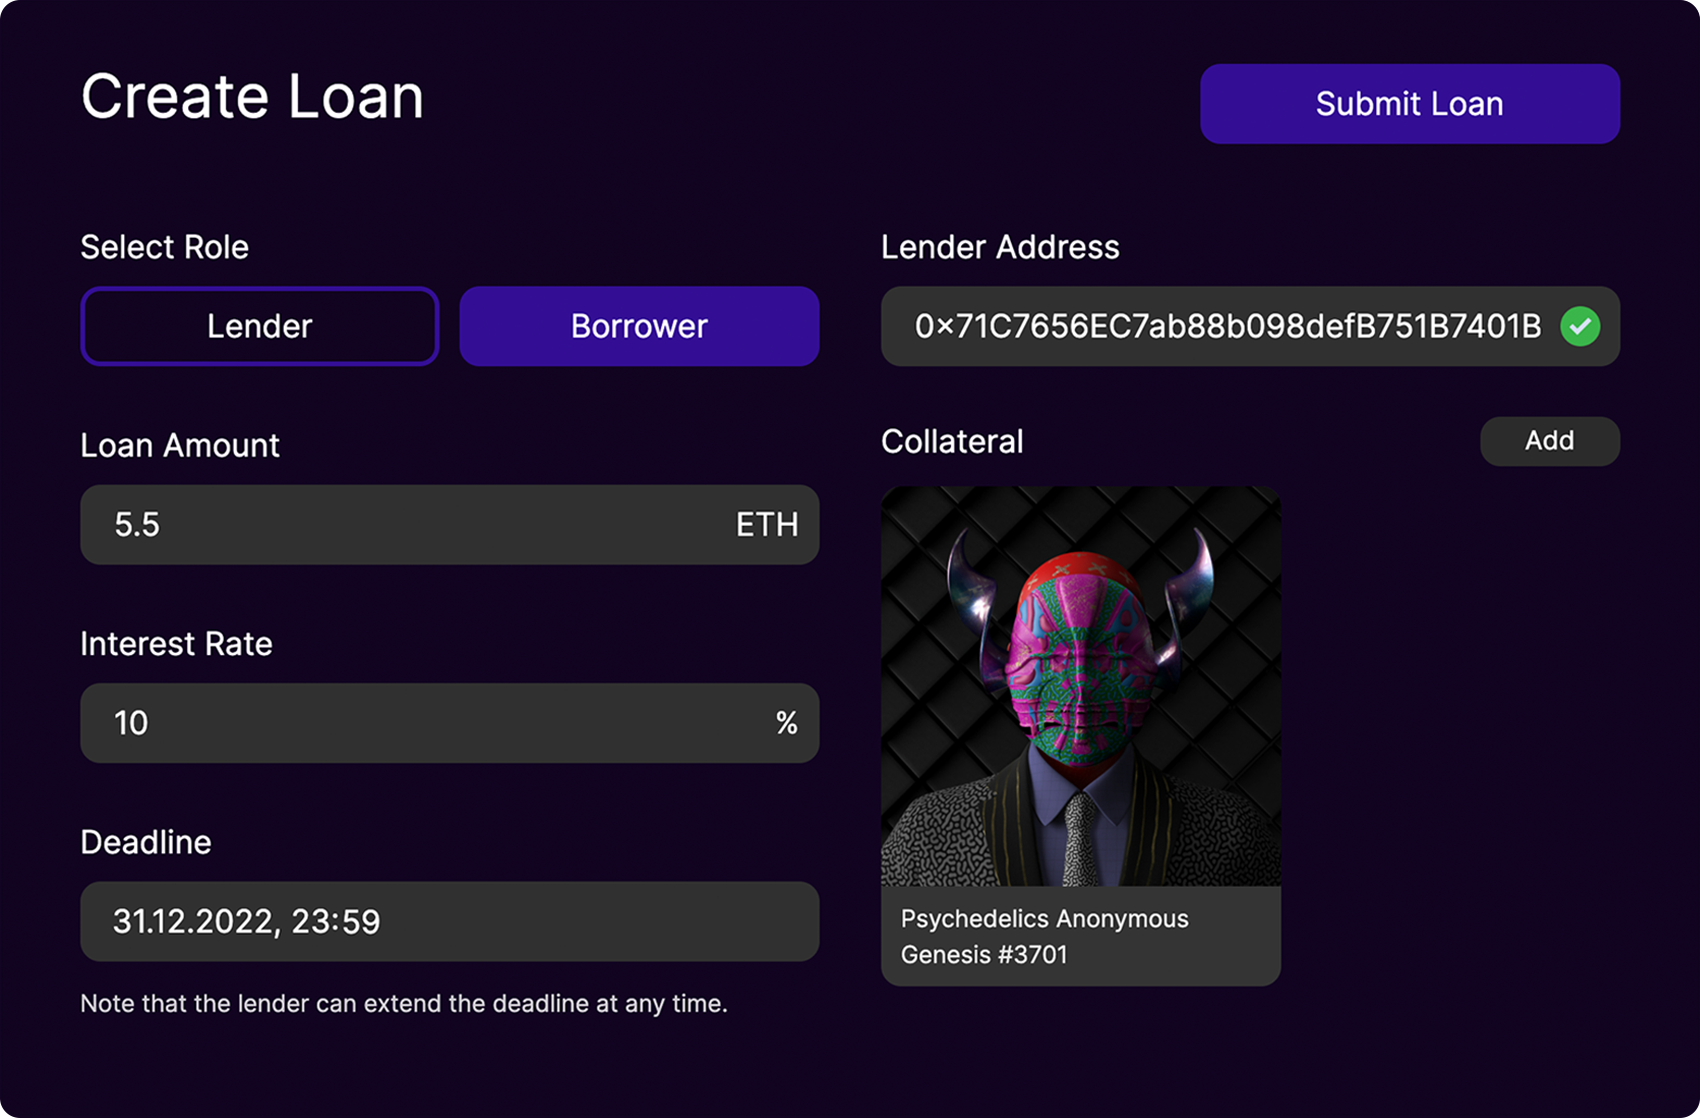 Create Loan
Submit Loan
Select Role
Lender
Borrower
Lender Address
0×71C7656EC7ab88b098defB751B7401B
Loan Amount
5.5
ETH
Collateral
Add
Interest Rate
10
%
Deadline
31.12.2022, 23:59
Note that the lender can extend the deadline at any time.
Psychedelics Anonymous
Genesis #3701